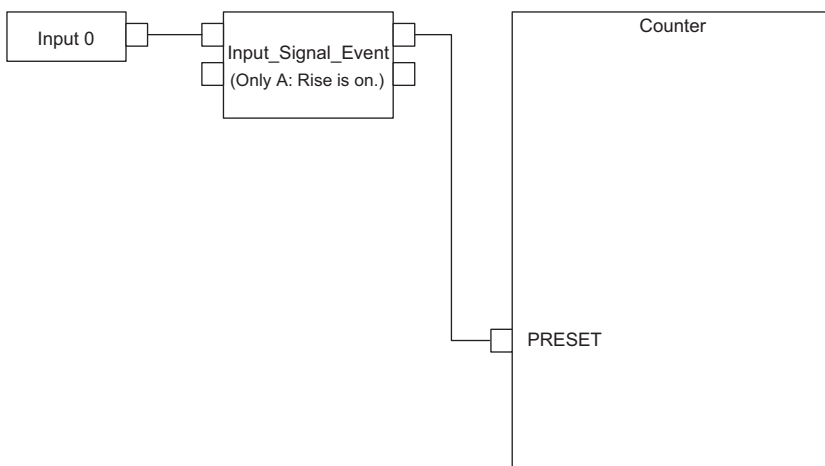 Input 0
Input_Signal_Event
(Only A: Rise is on.)
Counter
PRESET